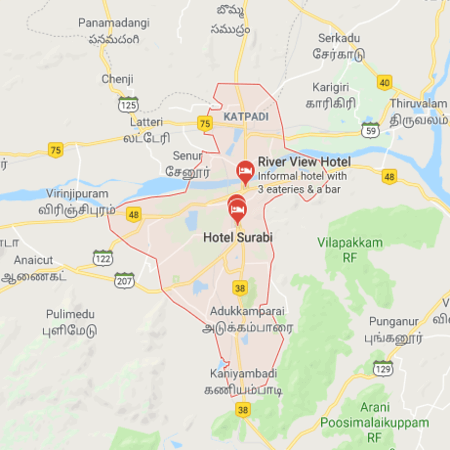 బొమ్మ
சமுத்திரம்
Panamadangi
పనమడంగి
Serkadu
சேர்காடு
Chenji
125
40
Karigiri
காரிகிரி
Thiruvalam
திருவலம்
KATPADI
Latteri
லட்டேரி
75
59
75
Senur
சேனூர்
River View Hotel
Informal hotel with
3 eateries & a bar
48
Virinjipuram
விரிஞ்சிபுரம்
48
Hotel Surabi
Vilapakkam
RF
Anaicut
ஆணைகட்
122
207
38
Pulimedu
புளிமேடு
Adukkamparai
அடுக்கம்பாரை
Punganur
புங்கனூர்
129
Kaniyambadi
கணியம்பாடி
38
Arani
Poosimalaikuppam
RF